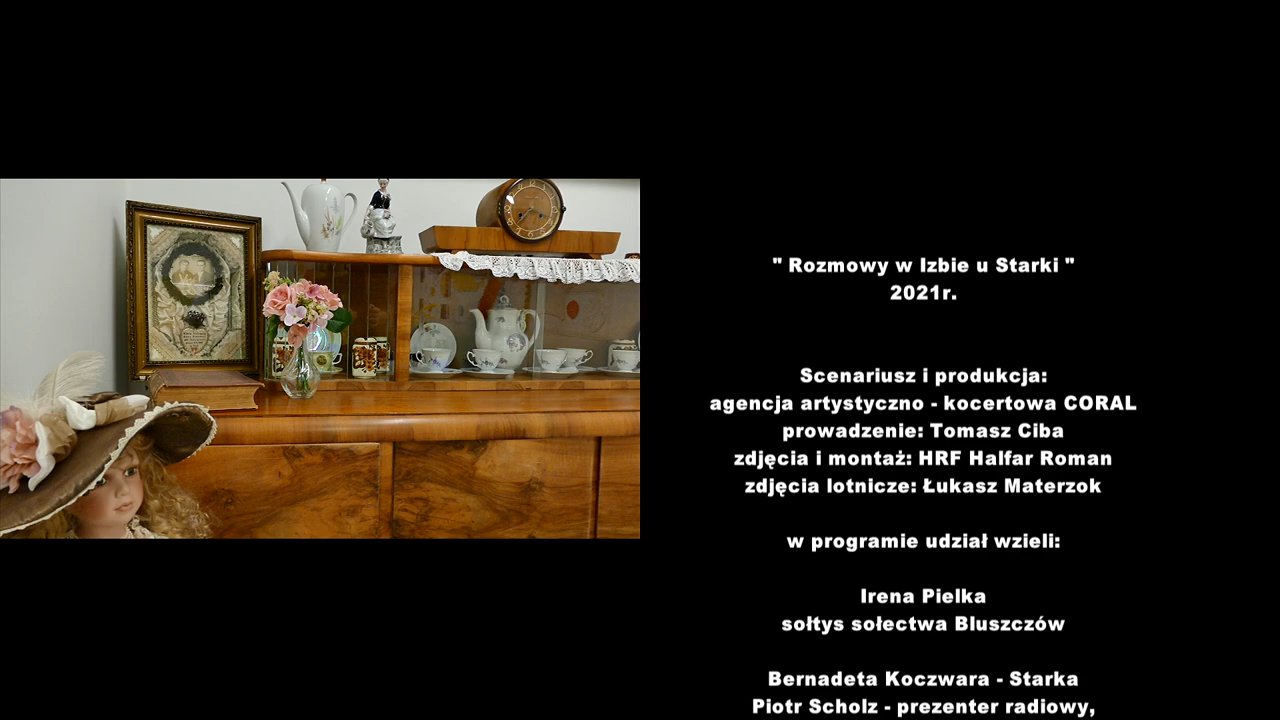 " Rozmowy w Izbie u Starki "
2021r.
Scenariusz i produkcja:
agencja artystyczno - kocertowa CORAL
prowadzenie: Tomasz Ciba
zdjęcia i montaż: HRF Halfar Roman
zdjęcia lotnicze: Łukasz Materzok
w programie udział wzieli:
Irena Pielka
sołtys sołectwa Bluszczów
Bernadeta Koczwara - Starka
Piotr Scholz - prezenter radiowy,